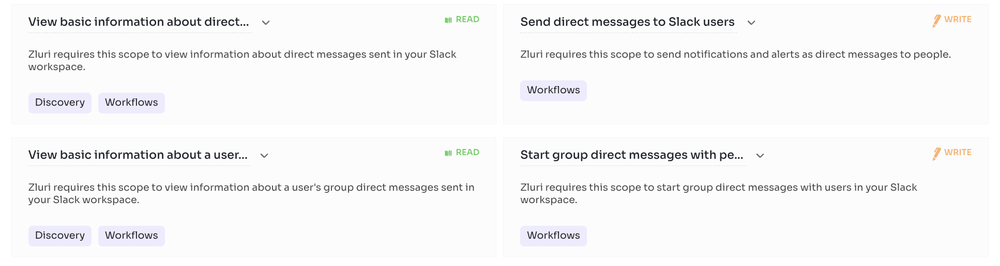 View basic information about direct...
READ
Zluri requires this scope to view information about direct messages sent in your Slack
workspace.
Discovery
Workflows
Send direct messages to Slack users
WRITE
Zluri requires this scope to send notifications and alerts as direct messages to people.
Workflows
View basic information about a user...
READ
Zluri requires this scope to view information about a user's group direct messages sent in
your Slack workspace.
Discovery
Workflows
Start group direct messages with pe...
WRITE
Zluri requires this scope to start group direct messages with users in your Slack
workspace.
Workflows